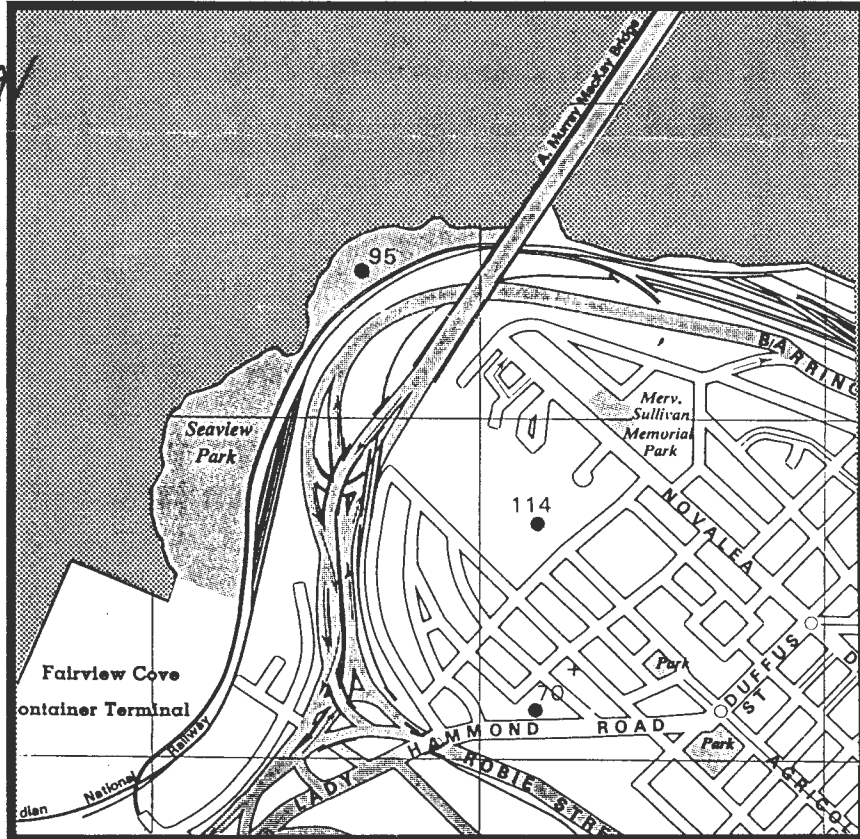 N
A. Murray MacKay Bridge
95
BARRING
Merv.
Sullivan
Memorial
Park
Seaview
Park
114
NOVALEA
Fairview Cove
ontainer Terminal
Railway
National
dian
70
Park
DUFFUS
ST
D
HAMMOND ROAD
Park
LADY
ROBIE STRE
AGRICO